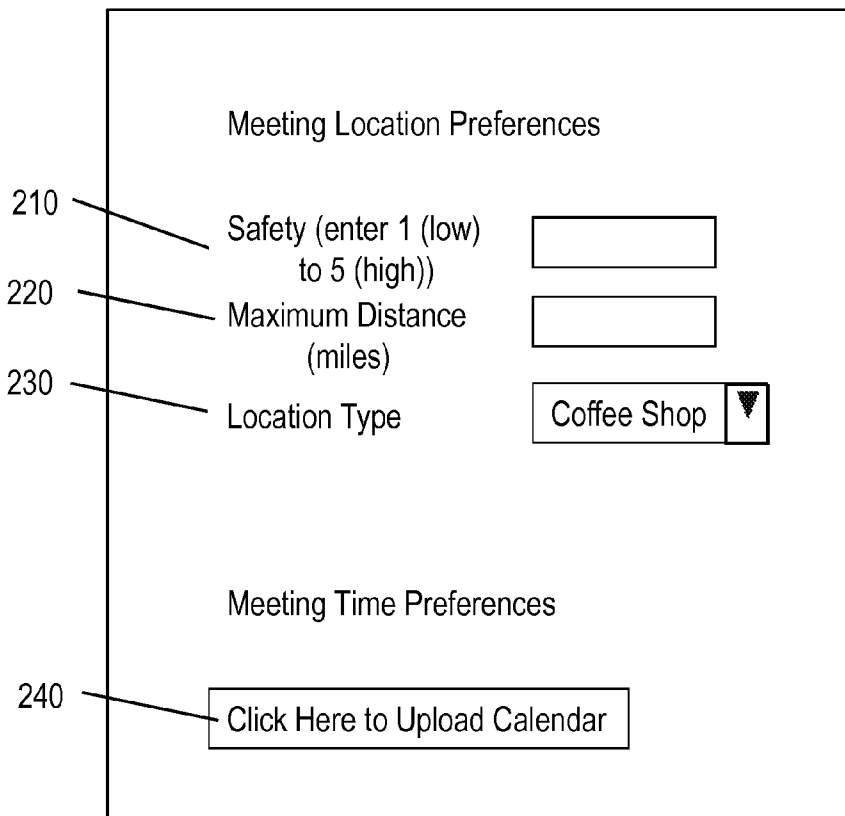 Meeting Location Preferences
210
Safety (enter 1 (low)
to 5 (high))
220
Maximum Distance
(miles)
230
Location Type
Coffee Shop
Meeting Time Preferences
240
Click Here to Upload Calendar